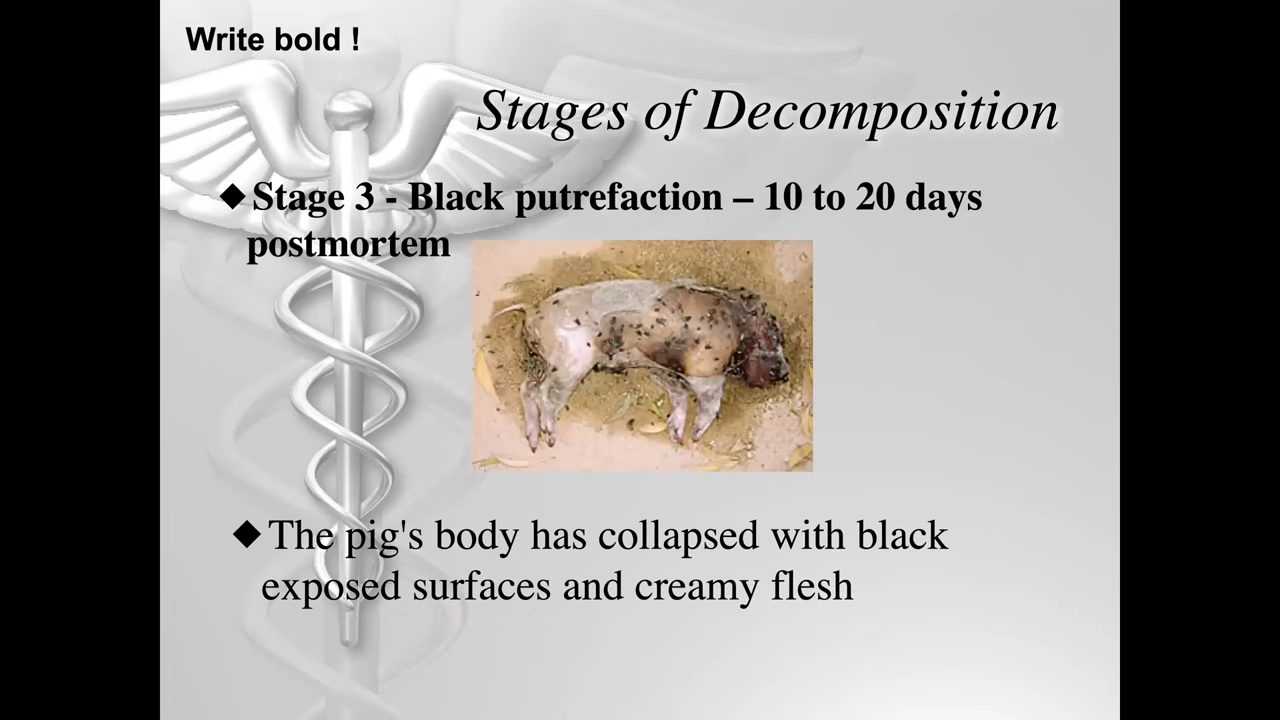 Write bold !
Stages of Decomposition
◆Stage 3 - Black putrefaction – 10 to 20 days
postmortem
◆The pig's body has collapsed with black
exposed surfaces and creamy flesh